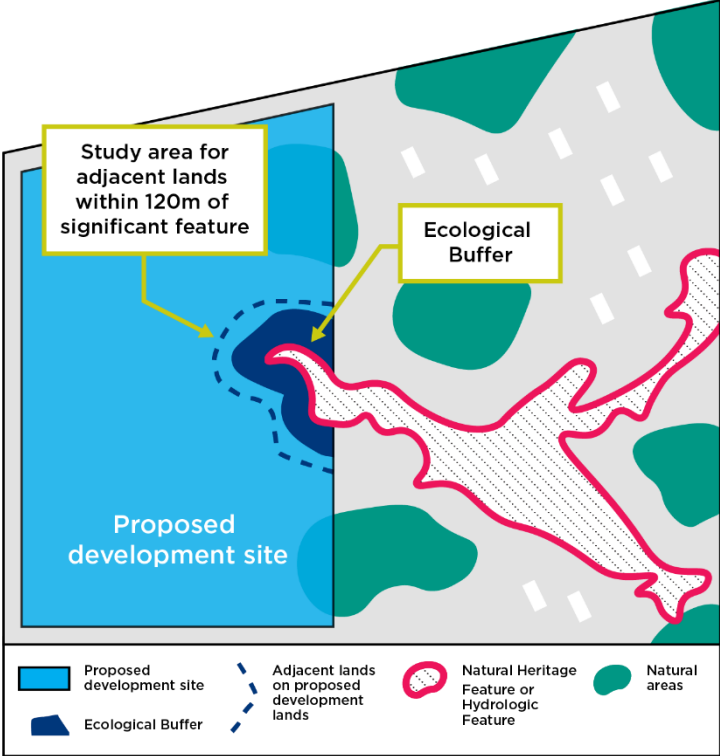 Study area for
adjacent lands
within 120m of
significant feature
Ecological
Buffer
Proposed
development site
Proposed
development site
Ecological Buffer
Adjacent lands
on proposed
development
lands
Natural Heritage
Feature or
Hydrologic
Feature
Natural
areas